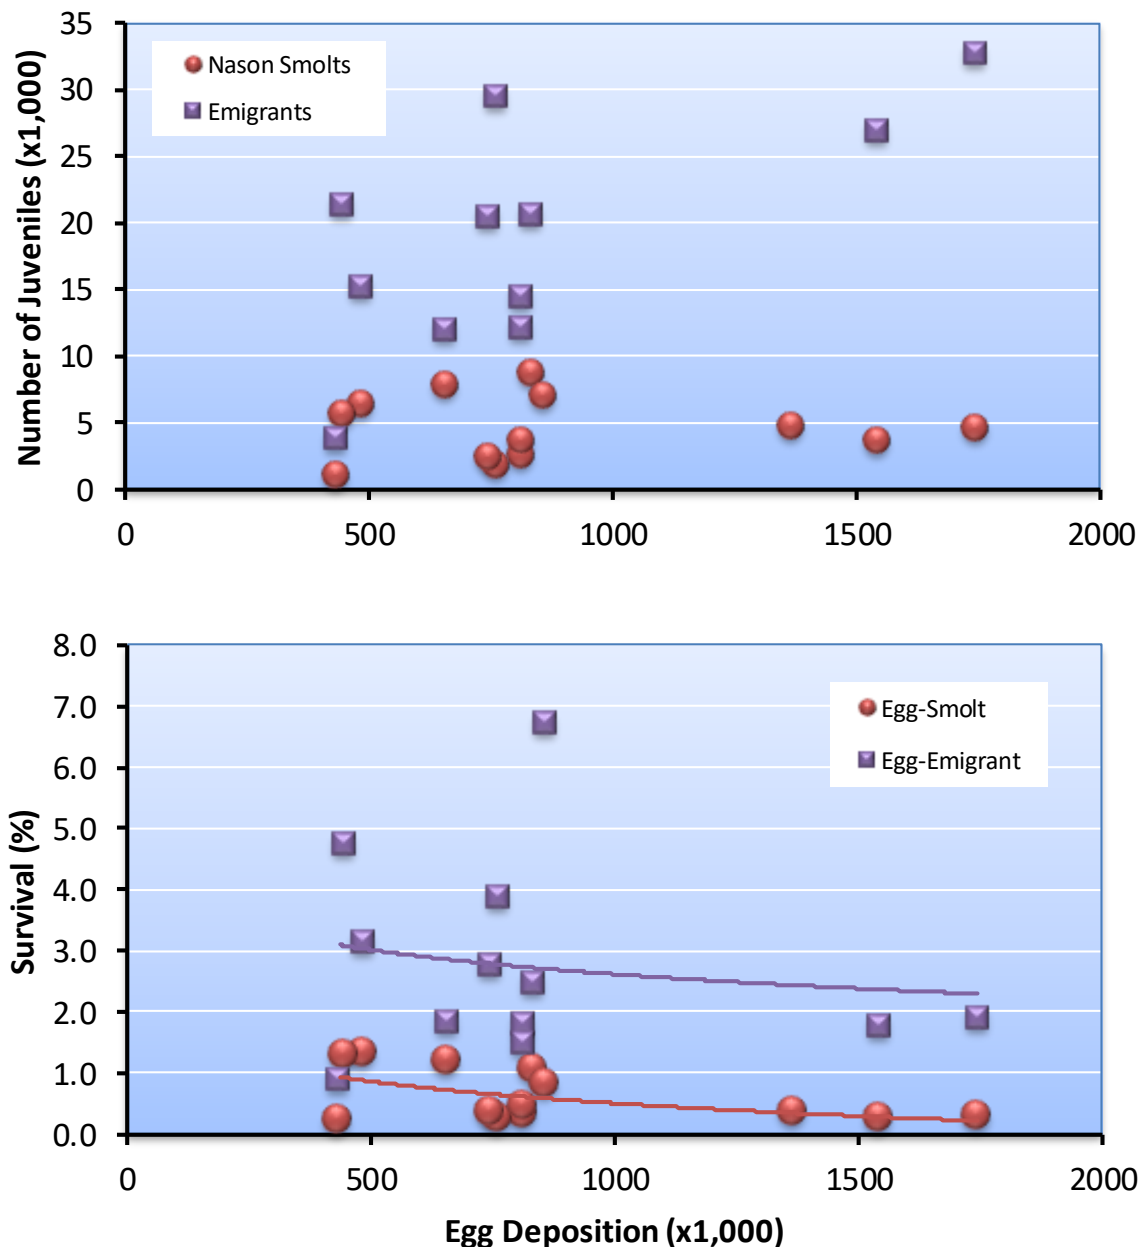 Number of Juveniles (x1,000)
35
30
25
20
15
10
5
0
Nason Smolts
Emigrants
0 500 1000 1500 2000
Survival (%)
8.0
7.0
6.0
5.0
4.0
3.0
2.0
1.0
0.0
Egg-Smolt
Egg-Emigrant
0 500 1000 1500 2000
Egg Deposition (x1,000)